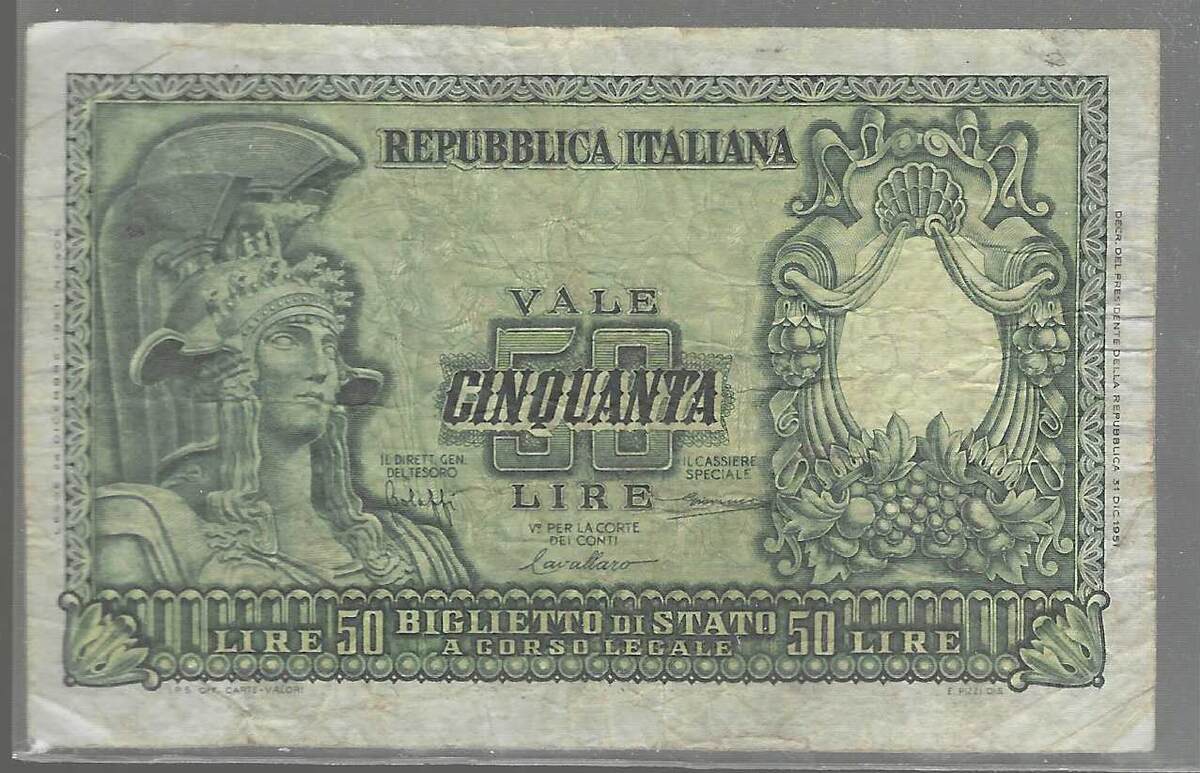 REPUBBLICA ITALIANA
VALE
50
CINQUANTA
LIRE
IL DIRETT. GEN.
DEL TESORO
IL CASSIERE
SPECIALE
Vº PER LA CORTE
DEI CONTI
Cavallaro
LIRE 50 BIGLIETTO DI STATO 50 LIRE
A CORSO LEGALE
I.P.S. OFF. CARTE-VALORI
E. PIZZI DIS.
DECR. DEL PRESIDENTE DELLA REPUBBLICA 31 DIC. 1951